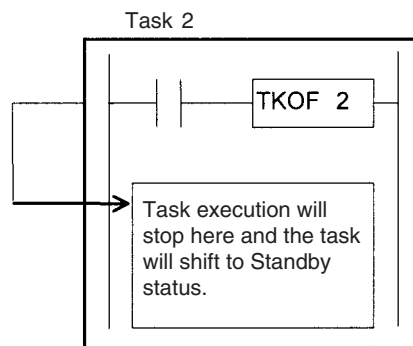 Task 2
TKOF 2
Task execution will
stop here and the task
will shift to Standby
status.